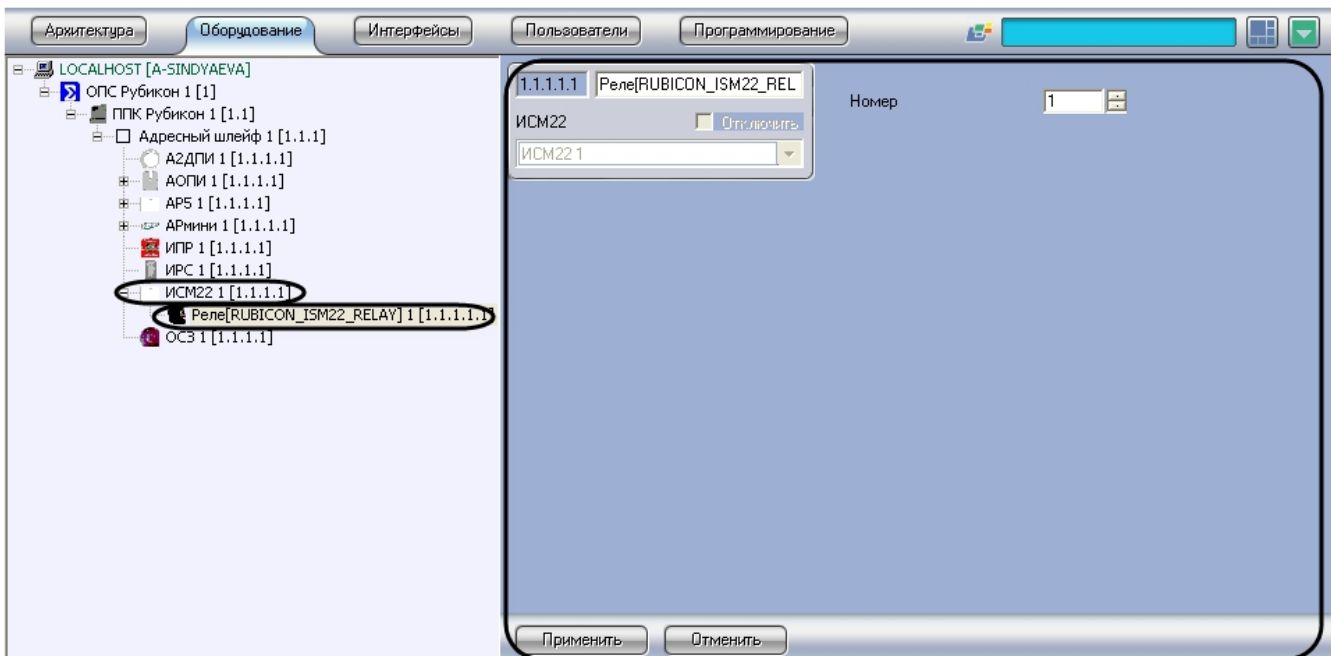 Архитектура Оборудование Интерфейсы Пользователи Программирование
LOCALHOST [A-SINDYAEVA]
ОПС Рубикон 1 [1]
ППК Рубикон 1 [1.1]
Адресный шлейф 1 [1.1.1]
А2ДПИ 1 [1.1.1.1]
АОПИ 1 [1.1.1.1]
АР5 1 [1.1.1.1]
АРмини 1 [1.1.1.1]
ИПР 1 [1.1.1.1]
ИРС 1 [1.1.1.1]
ИСМ22 1 [1.1.1.1]
Реле[RUBICON_ISM22_RELAY] 1 [1.1.1.1.1]
ОСЗ 1 [1.1.1.1]
1.1.1.1.1 Реле[RUBICON_ISM22_REL
ИСМ22 Отключить
ИСМ22 1
Номер 1
Применить Отменить